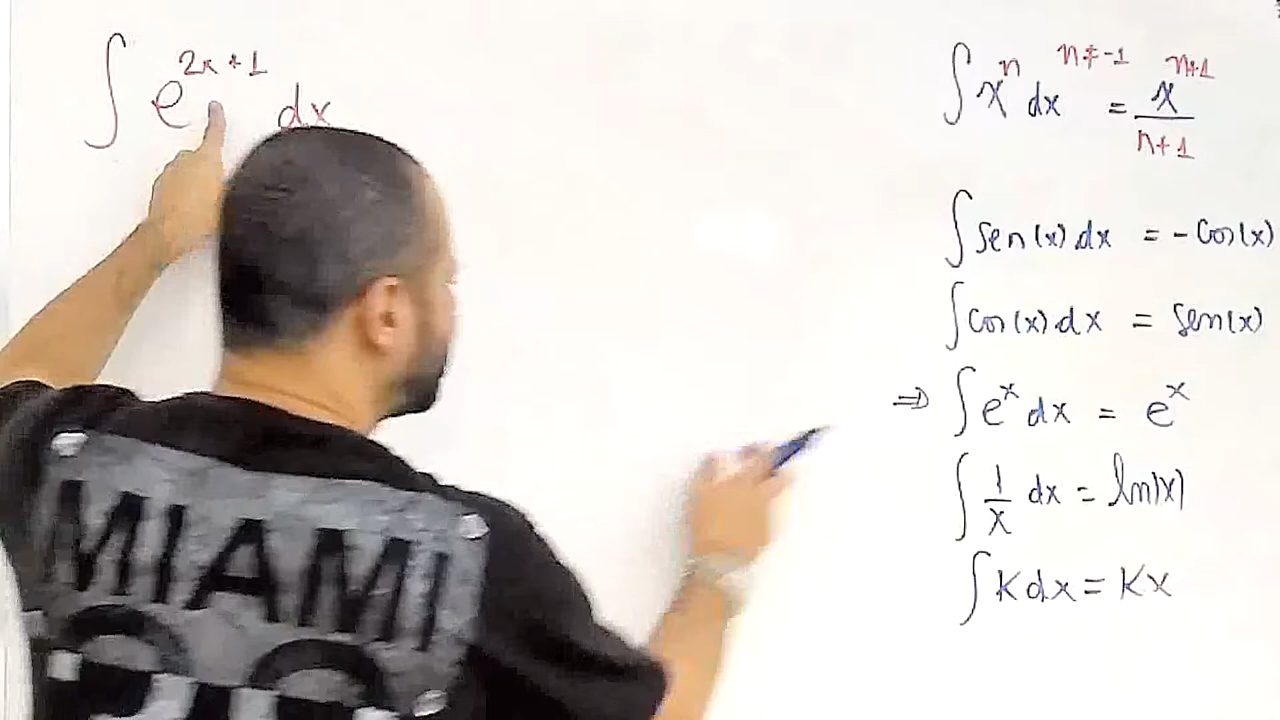 ∫ e^{2x+1} dx
∫ x^n dx n≠-1 = x^{n+1}/n+1
∫ Sen(x) dx = -Cos(x)
∫ Cos(x) dx = Sen(x)
⇒ ∫ e^x dx = e^x
∫ 1/x dx = ln|x|
∫ K dx = Kx
MIAMI